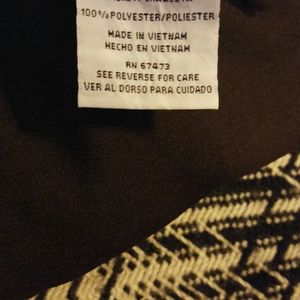 100% POLYESTER/POLIESTER
MADE IN VIETNAM
HECHO EN VIETNAM
RN 67473
SEE REVERSE FOR CARE
VER AL DORSO PARA CUIDADO